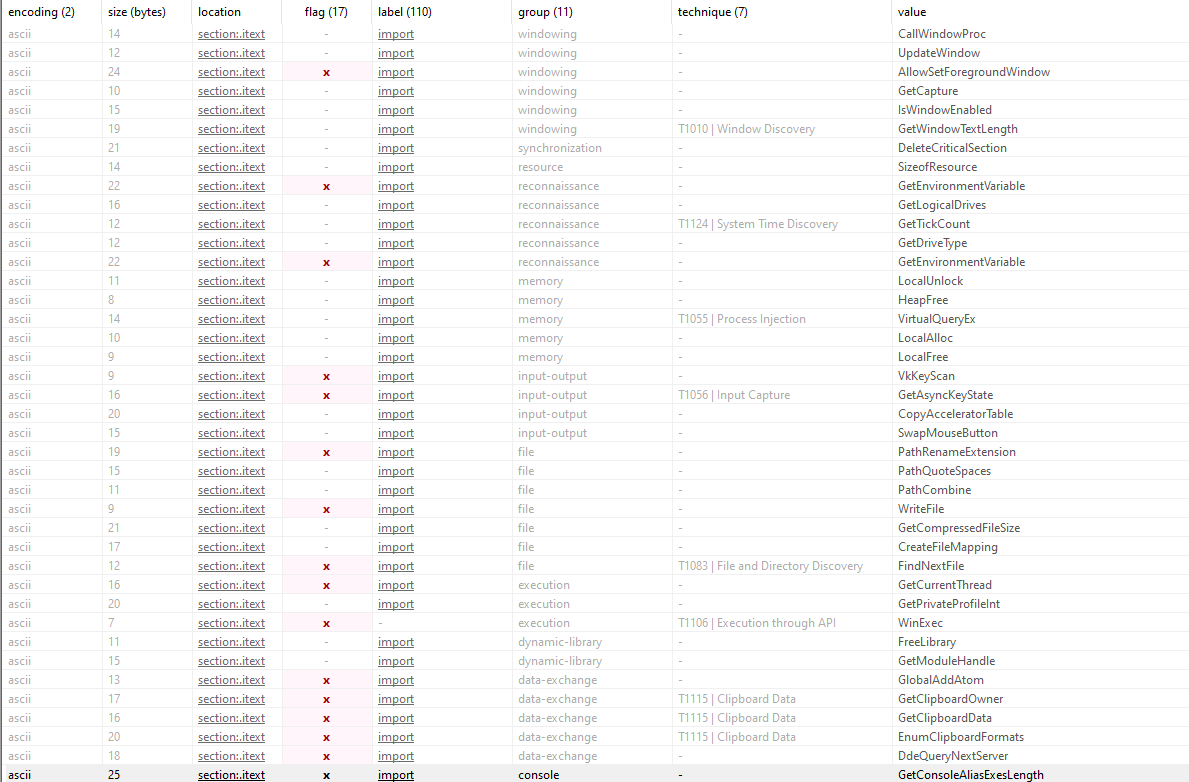 encoding (2) size (bytes) location flag (17) label (110) group (11) technique (7) value
ascii 14 section:.itext - import windowing - CallWindowProc
ascii 12 section:.itext - import windowing - UpdateWindow
ascii 24 section:.itext x import windowing - AllowSetForegroundWindow
ascii 10 section:.itext - import windowing - GetCapture
ascii 15 section:.itext - import windowing - IsWindowEnabled
ascii 19 section:.itext - import windowing T1010 | Window Discovery GetWindowTextLength
ascii 21 section:.itext - import synchronization - DeleteCriticalSection
ascii 14 section:.itext - import resource - SizeofResource
ascii 22 section:.itext x import reconnaissance - GetEnvironmentVariable
ascii 16 section:.itext - import reconnaissance - GetLogicalDrives
ascii 12 section:.itext - import reconnaissance T1124 | System Time Discovery GetTickCount
ascii 12 section:.itext - import reconnaissance - GetDriveType
ascii 22 section:.itext x import reconnaissance - GetEnvironmentVariable
ascii 11 section:.itext - import memory - LocalUnlock
ascii 8 section:.itext - import memory - HeapFree
ascii 14 section:.itext - import memory T1055 | Process Injection VirtualQueryEx
ascii 10 section:.itext - import memory - LocalAlloc
ascii 9 section:.itext - import memory - LocalFree
ascii 9 section:.itext x import input-output - VkKeyScan
ascii 16 section:.itext x import input-output T1056 | Input Capture GetAsyncKeyState
ascii 20 section:.itext - import input-output - CopyAcceleratorTable
ascii 15 section:.itext - import input-output - SwapMouseButton
ascii 19 section:.itext x import file - PathRenameExtension
ascii 15 section:.itext - import file - PathQuoteSpaces
ascii 11 section:.itext - import file - PathCombine
ascii 9 section:.itext x import file - WriteFile
ascii 21 section:.itext - import file - GetCompressedFileSize
ascii 17 section:.itext - import file - CreateFileMapping
ascii 12 section:.itext x import file T1083 | File and Directory Discovery FindNextFile
ascii 16 section:.itext x import execution - GetCurrentThread
ascii 20 section:.itext - import execution - GetPrivateProfileInt
ascii 7 section:.itext x - execution T1106 | Execution through API WinExec
ascii 11 section:.itext - import dynamic-library - FreeLibrary
ascii 15 section:.itext - import dynamic-library - GetModuleHandle
ascii 13 section:.itext x import data-exchange - GlobalAddAtom
ascii 17 section:.itext x import data-exchange T1115 | Clipboard Data GetClipboardOwner
ascii 16 section:.itext x import data-exchange T1115 | Clipboard Data GetClipboardData
ascii 20 section:.itext x import data-exchange T1115 | Clipboard Data EnumClipboardFormats
ascii 18 section:.itext x import data-exchange - DdeQueryNextServer
ascii 25 section:.itext x import console - GetConsoleAliasExesLength